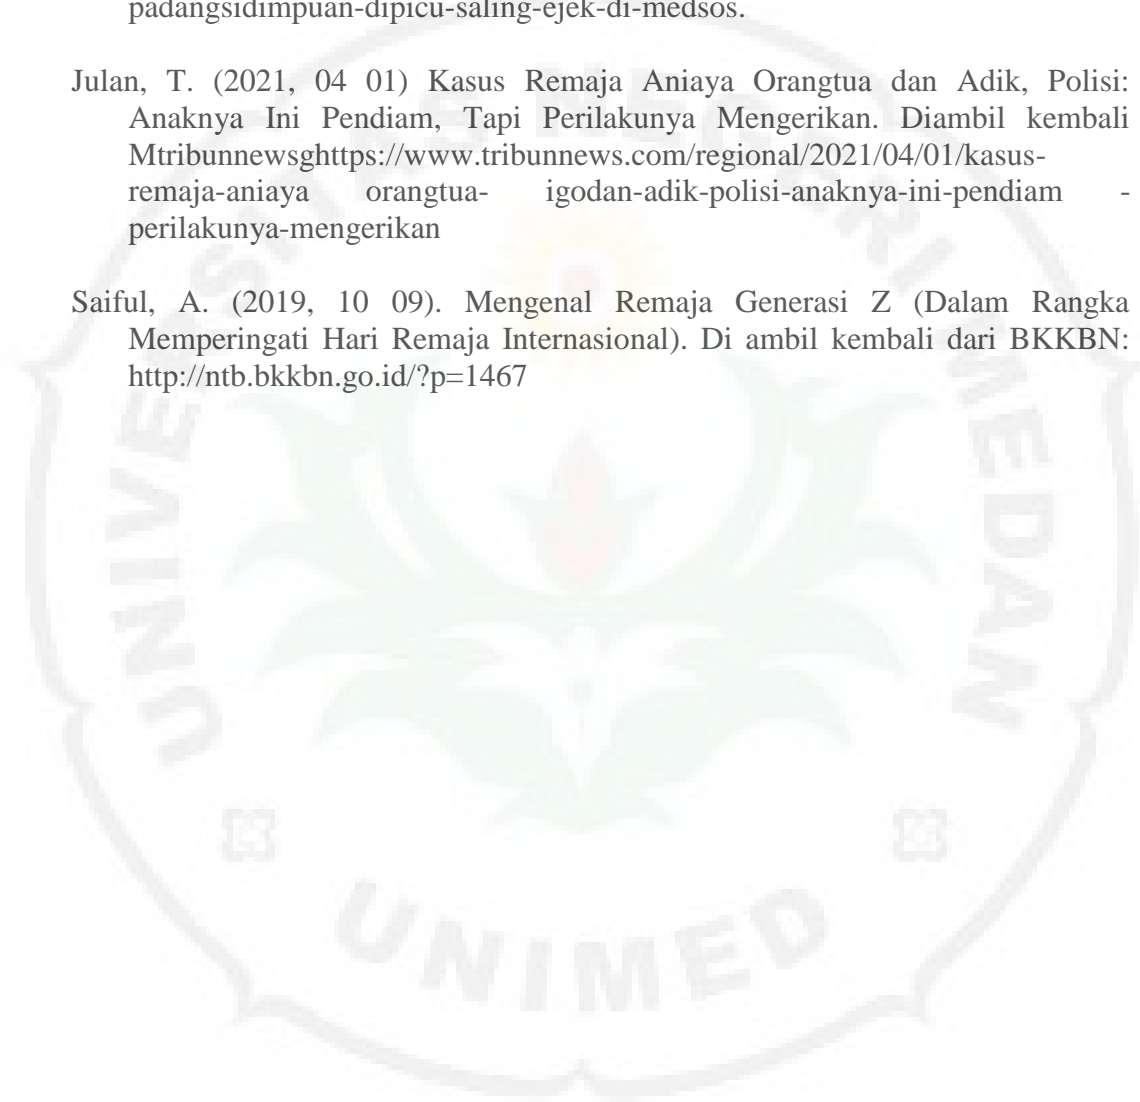 padangsidimpuan-dipicu-saling-ejek-di-medsos.
Julan, T. (2021, 04 01) Kasus Remaja Aniaya Orangtua dan Adik, Polisi:
Anaknya Ini Pendiam, Tapi Perilakunya Mengerikan. Diambil kembali
Mtribunnewsghttps://www.tribunnews.com/regional/2021/04/01/kasus-
remaja-aniaya orangtua- igodan-adik-polisi-anaknya-ini-pendiam -
perilakunya-mengerikan
Saiful, A. (2019, 10 09). Mengenal Remaja Generasi Z (Dalam Rangka
Memperingati Hari Remaja Internasional). Di ambil kembali dari BKKBN:
http://ntb.bkkbn.go.id/?p=1467
UNIVERSITAS NEGERI MEDAN
UNIMED